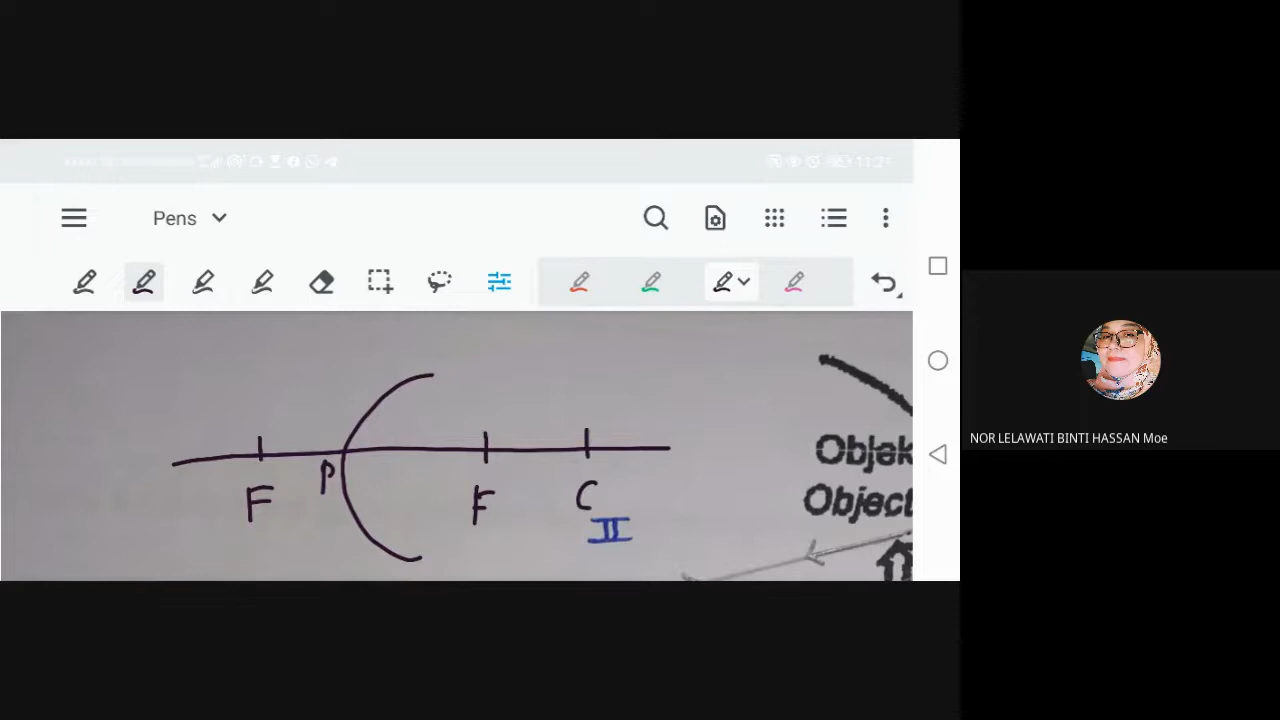 Pens
P
F
F
C
II
Objek
Object
NOR LELAWATI BINTI HASSAN Moe